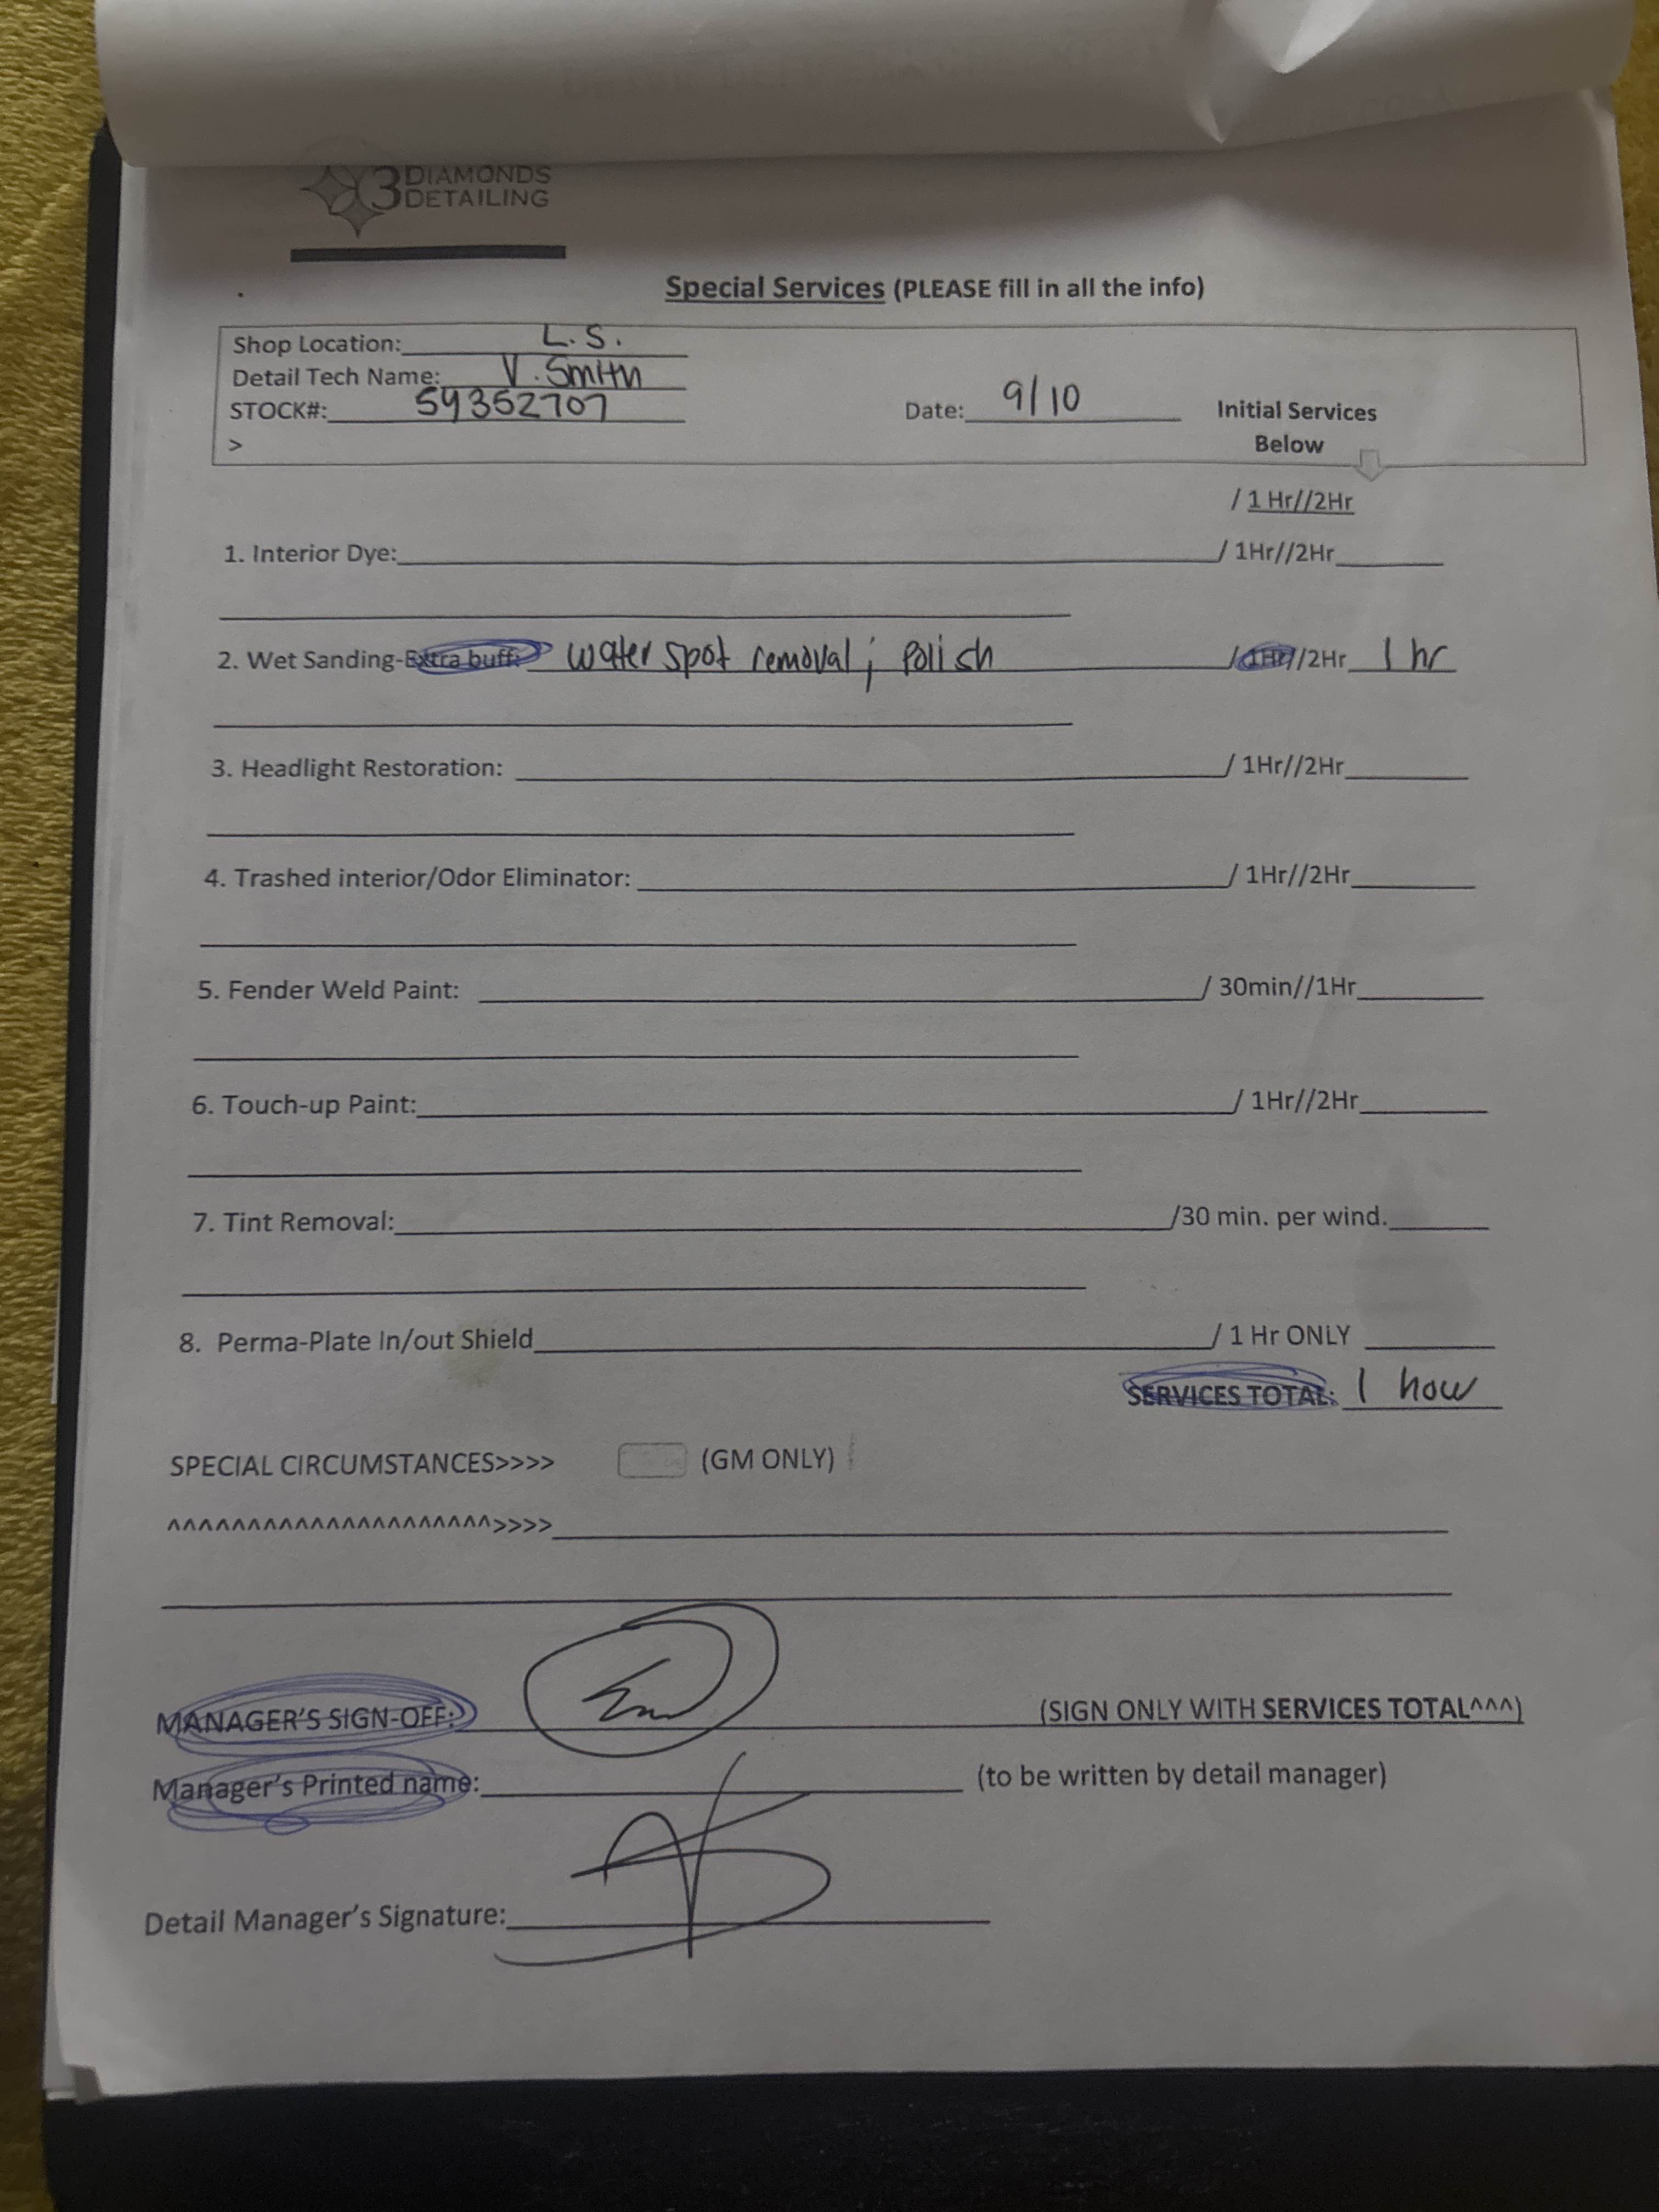 3 DIAMONDS
DETAILING
Special Services (PLEASE fill in all the info)
Shop Location: L.S.
Detail Tech Name: V. Smith
STOCK#: 59352707 Date: 9/10 Initial Services
> Below
/ 1 Hr//2Hr
1. Interior Dye: / 1Hr//2Hr
2. Wet Sanding-Extra buff: water spot removal; polish / 1Hr//2Hr 1 hr
3. Headlight Restoration: / 1Hr//2Hr
4. Trashed interior/Odor Eliminator: / 1Hr//2Hr
5. Fender Weld Paint: / 30min//1Hr
6. Touch-up Paint: / 1Hr//2Hr
7. Tint Removal: /30 min. per wind.
8. Perma-Plate In/out Shield / 1 Hr ONLY
SERVICES TOTAL: 1 hour
SPECIAL CIRCUMSTANCES>>>> (GM ONLY)
^^^^^^^^^^^^^^^^^^^^^>>>>
MANAGER'S SIGN-OFF: (SIGN ONLY WITH SERVICES TOTAL^^^)
Manager's Printed name: (to be written by detail manager)
Detail Manager's Signature: